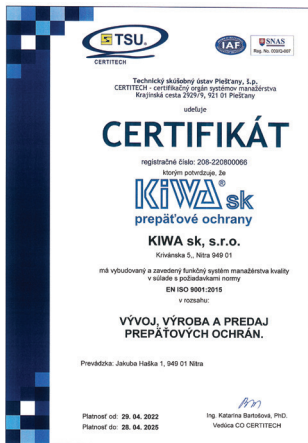 TSU.
CERTITECH
IAF
SNAS
Reg. No. 008/Q-007
Technický skúšobný ústav Piešťany, š.p.
CERTITECH - certifikačný orgán systémov manažérstva
Krajinská cesta 2929/9, 921 01 Piešťany
udeľuje
CERTIFIKÁT
registračné číslo: 208-220800066
ktorým potvrdzuje, že
KiWA® sk
prepäťové ochrany
KIWA sk, s.r.o.
Krivánska 5,, Nitra 949 01
má vybudovaný a zavedený funkčný systém manažérstva kvality
v súlade s požiadavkami normy
EN ISO 9001:2015
v rozsahu:
VÝVOJ, VÝROBA A PREDAJ
PREPÄŤOVÝCH OCHRÁN.
Prevádzka: Jakuba Haška 1, 949 01 Nitra
Platnosť od: 29. 04. 2022
Platnosť do: 28. 04. 2025
Ing. Katarína Bartošová, PhD.
Vedúca CO CERTITECH